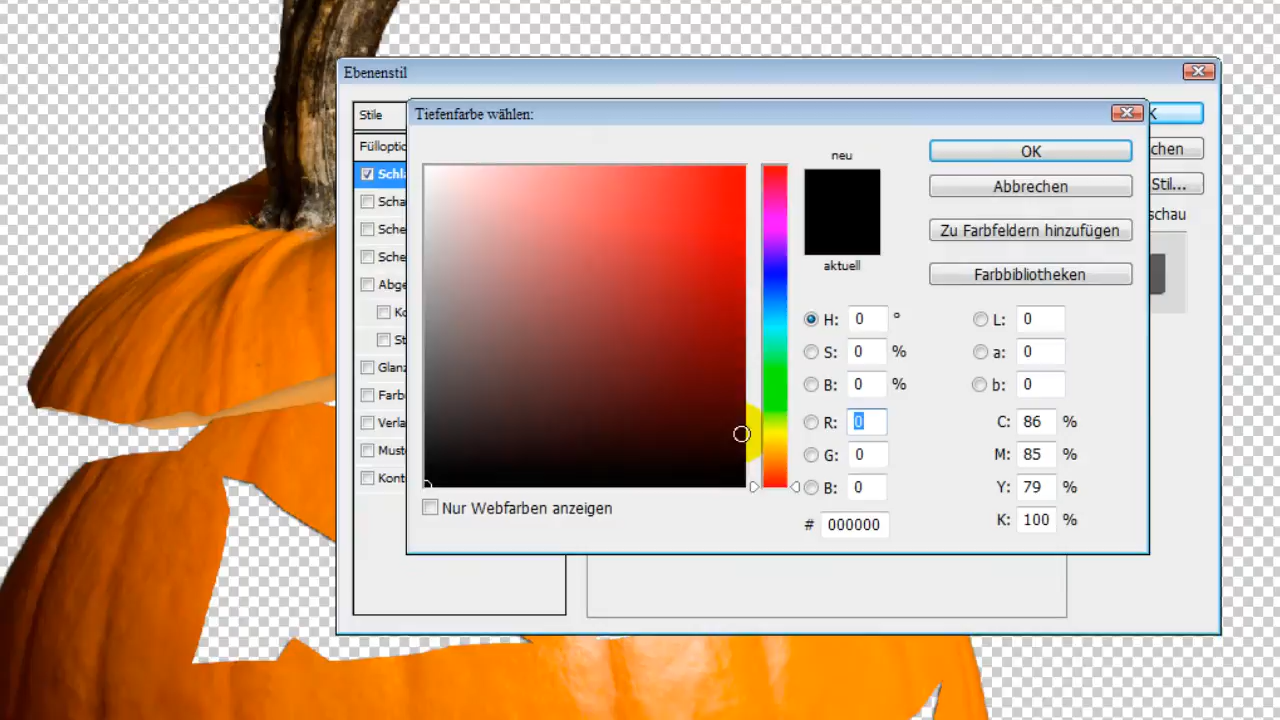 Ebenenstil
Stile
Fülloptio
Schla
Scha
Sche
Sche
Abge
Ko
St
Glanz
Farb
Verla
Must
Kont
K
chen
Stil...
schau
Tiefenfarbe wählen:
neu
aktuell
OK
Abbrechen
Zu Farbfeldern hinzufügen
Farbbibliotheken
H: 0 °
S: 0 %
B: 0 %
R: 0
G: 0
B: 0
# 000000
L: 0
a: 0
b: 0
C: 86 %
M: 85 %
Y: 79 %
K: 100 %
Nur Webfarben anzeigen